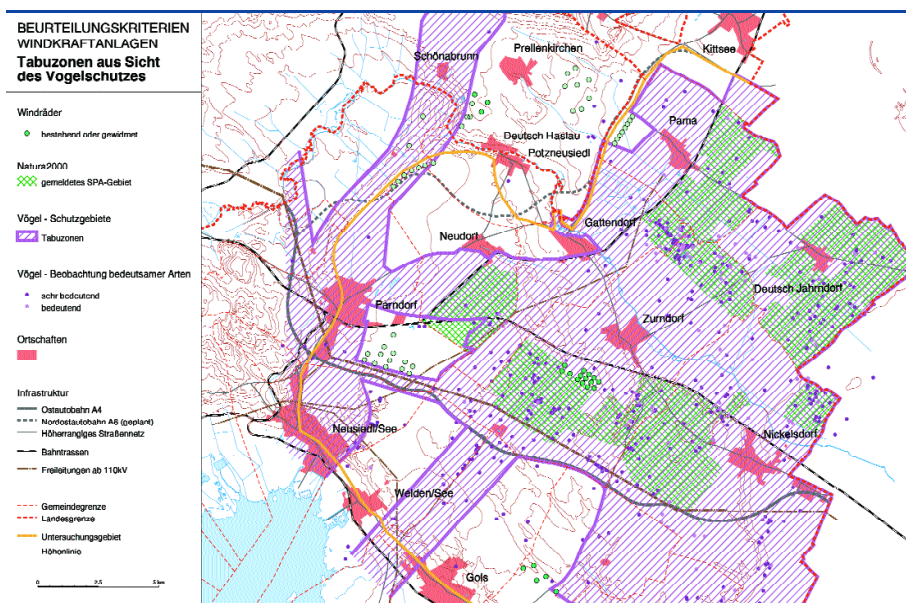 BEURTEILUNGSKRITERIEN
WINDKRAFTANLAGEN
Tabuzonen aus Sicht
des Vogelschutzes
Windräder
bestehend oder gewidmet
Natura2000
gemeldetes SPA-Gebiet
Vögel - Schutzgebiete
Tabuzonen
Vögel - Beobachtung bedeutsamer Arten
sehr bedeutend
bedeutend
Ortschaften
Infrastruktur
Ostautobahn A4
Nordostautobahn A6 (geplant)
Höherrangiges Straßennetz
Bahntrassen
Freileitungen ab 110kV
Gemeindegrenze
Landesgrenze
Untersuchungsgebiet
Höhenlinie
0 2,5 5 km
Kittsee
Prellenkirchen
Schönabrunn
Pama
Deutsch Haslau
Potzneusiedl
Gattendorf
Neudorf
Deutsch Jahrndorf
Parndorf
Zurndorf
Neusiedl/See
Nickelsdorf
Weiden/See
Gols